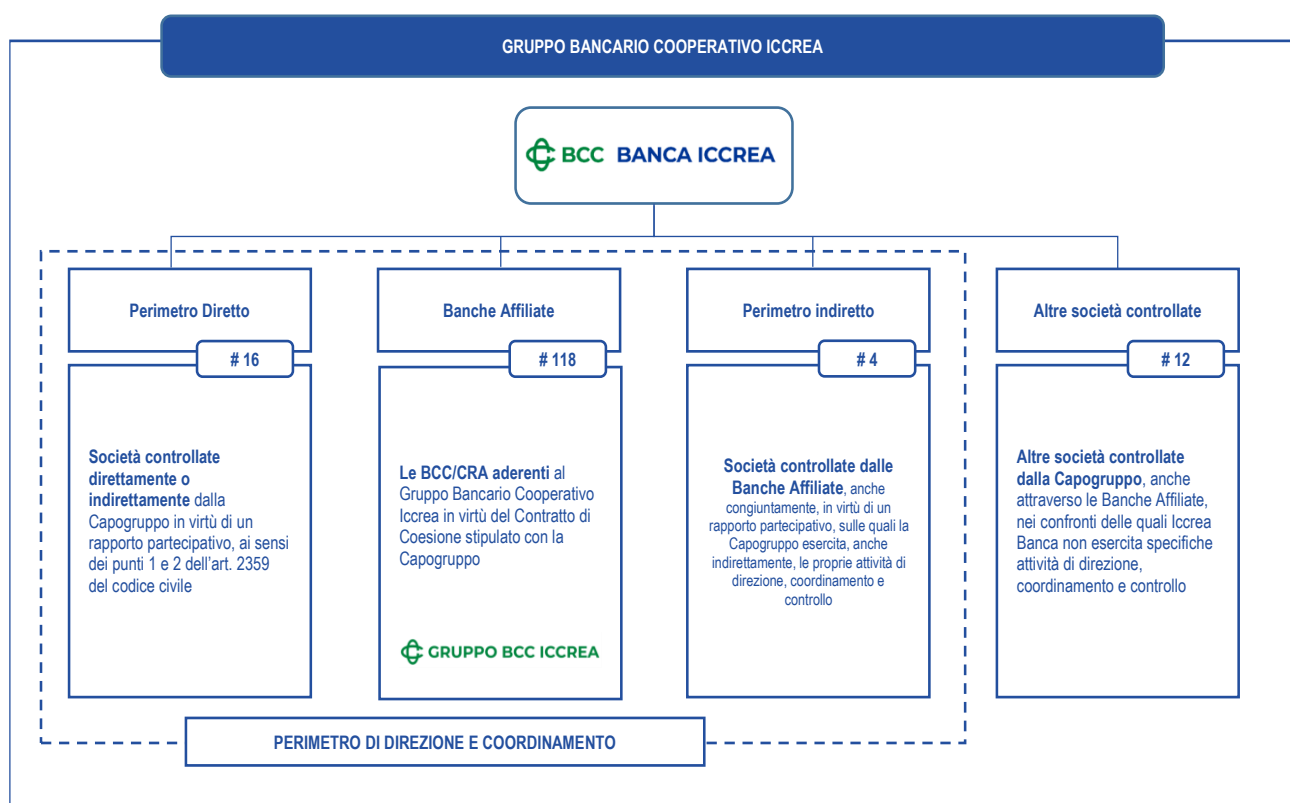 GRUPPO BANCARIO COOPERATIVO ICCREA
BCC BANCA ICCREA
Perimetro Diretto
# 16
Società controllate
direttamente o
indirettamente dalla
Capogruppo in virtù di un
rapporto partecipativo, ai sensi
dei punti 1 e 2 dell'art. 2359
del codice civile
Banche Affiliate
# 118
Le BCC/CRA aderenti al
Gruppo Bancario Cooperativo
Iccrea in virtù del Contratto di
Coesione stipulato con la
Capogruppo
GRUPPO BCC ICCREA
Perimetro indiretto
# 4
Società controllate dalle
Banche Affiliate, anche
congiuntamente, in virtù di un
rapporto partecipativo, sulle quali la
Capogruppo esercita, anche
indirettamente, le proprie attività di
direzione, coordinamento e
controllo
Altre società controllate
# 12
Altre società controllate
dalla Capogruppo, anche
attraverso le Banche Affiliate,
nei confronti delle quali Iccrea
Banca non esercita specifiche
attività di direzione,
coordinamento e controllo
PERIMETRO DI DIREZIONE E COORDINAMENTO